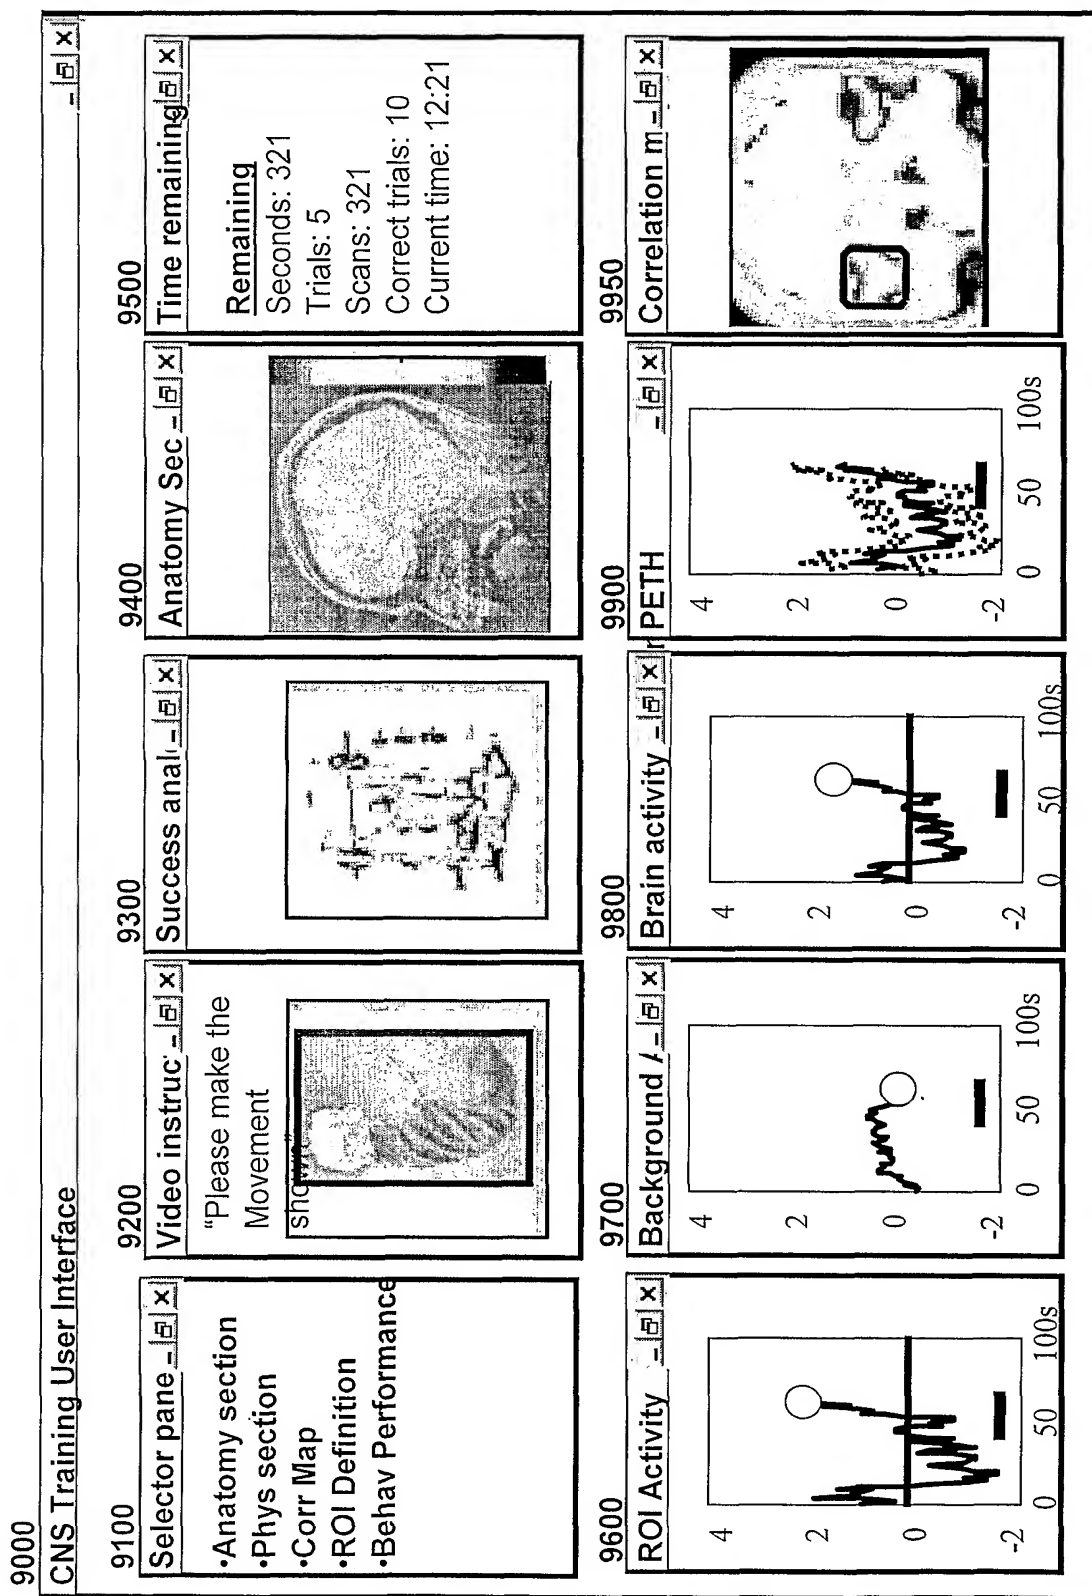 9000
CNS Training User Interface
9100
Selector pane
•Anatomy section
•Phys section
•Corr Map
•ROI Definition
•Behav Performance
9200
Video instruc
“Please make the
Movement
shown”
9300
Success anal
9400
Anatomy Sec
9500
Time remaining
Remaining
Seconds: 321
Trials: 5
Scans: 321
Correct trials: 10
Current time: 12:21
9600
ROI Activity
4
2
0
-2
0 50 100s
9700
Background
4
2
0
-2
0 50 100s
9800
Brain activity
4
2
0
-2
0 50 100s
9900
PETH
4
2
0
-2
0 50 100s
9950
Correlation m